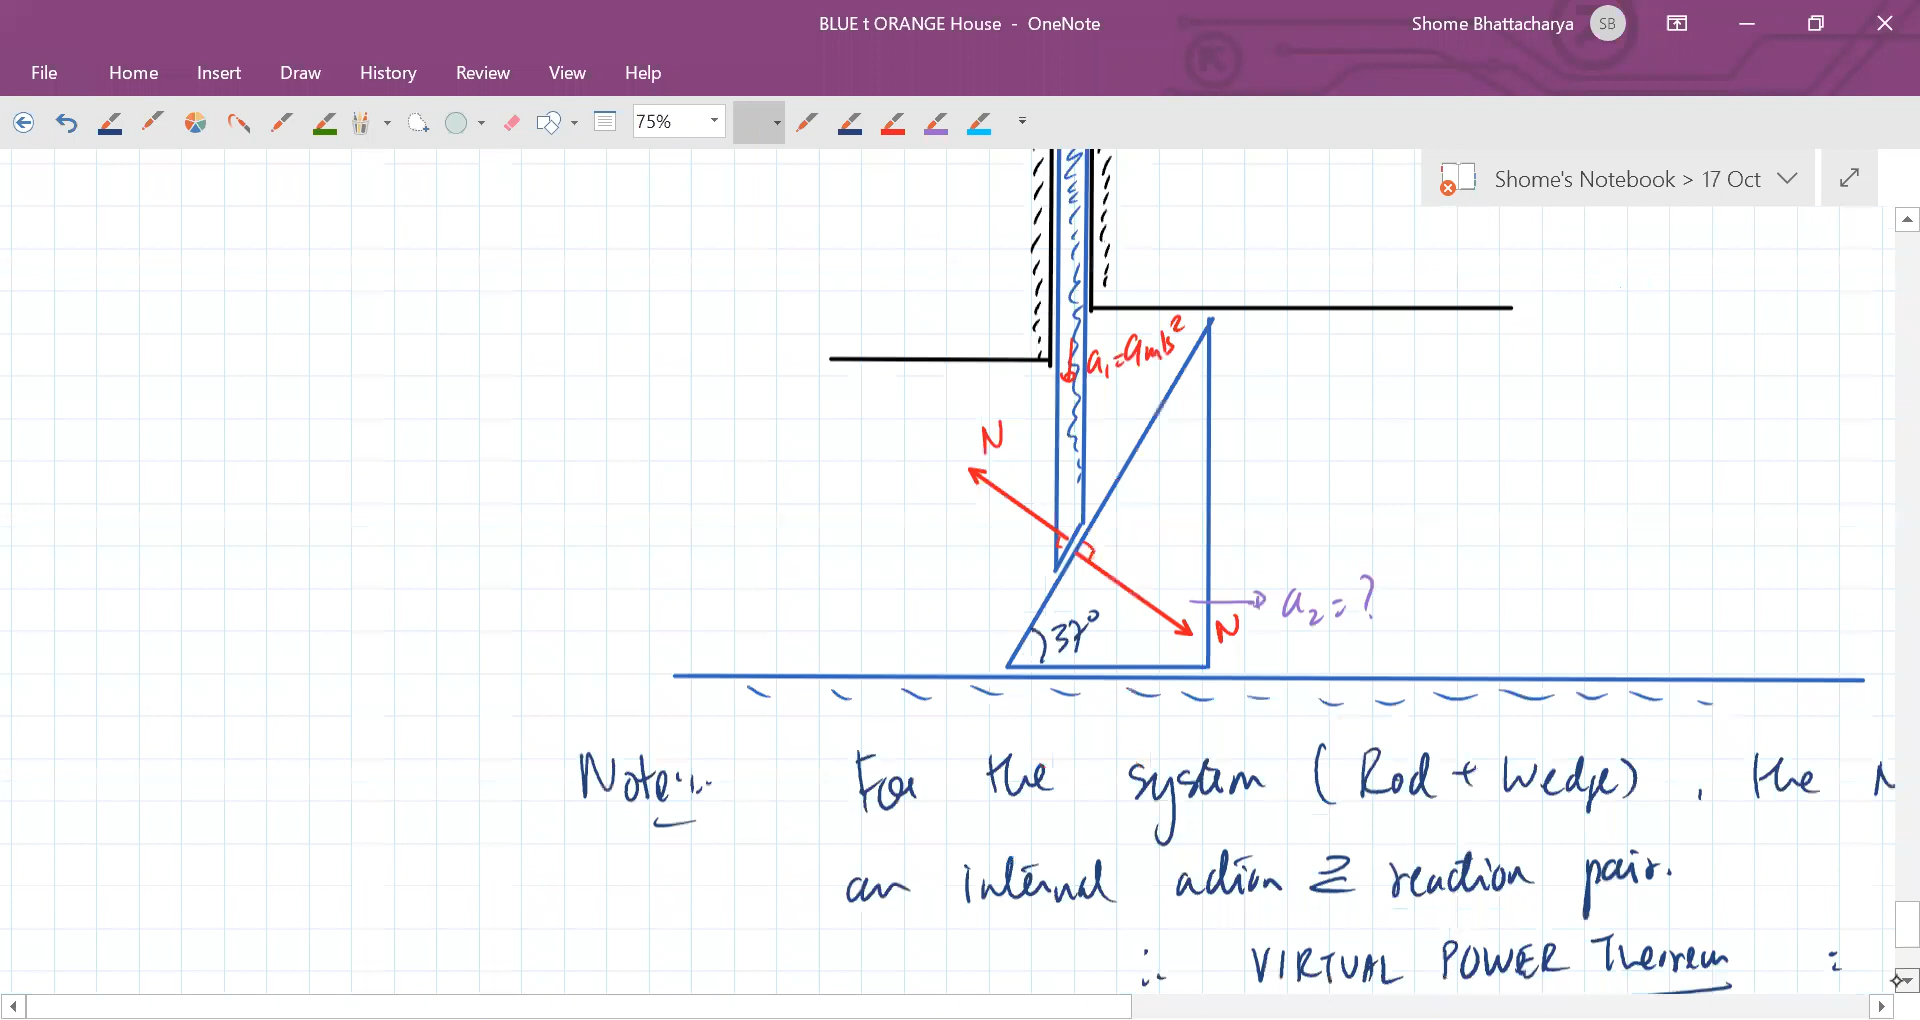 BLUE t ORANGE House - OneNote
Shome Bhattacharya
SB
File Home Insert Draw History Review View Help
75%
Shome's Notebook > 17 Oct
a₁=9m/s²
N
a₂=?
N
37°
Note:- For the system (Rod + Wedge), the N
an internal action & reaction pair.
∴ VIRTUAL POWER Theorem :